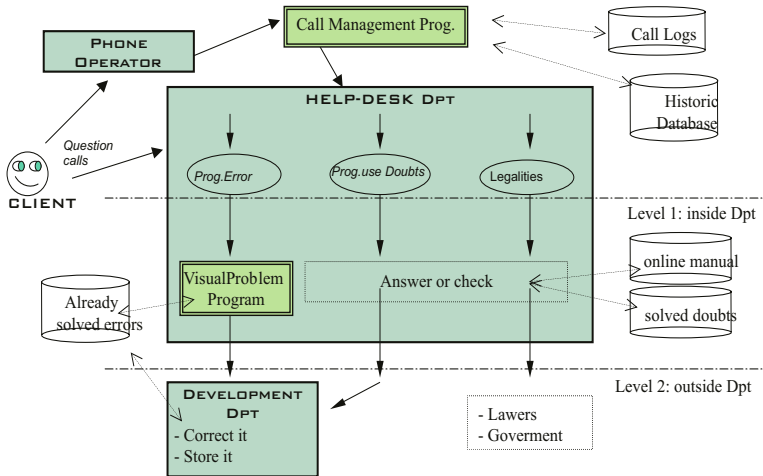 Call Management Prog.
PHONE
OPERATOR
Call Logs
Historic
Database
HELP-DESK DPT
Question
calls
CLIENT
Prog.Error
Prog.use Doubts
Legalities
Level 1: inside Dpt
VisualProblem
Program
Answer or check
online manual
solved doubts
Already
solved errors
Level 2: outside Dpt
DEVELOPMENT
DPT
- Correct it
- Store it
- Lawers
- Goverment